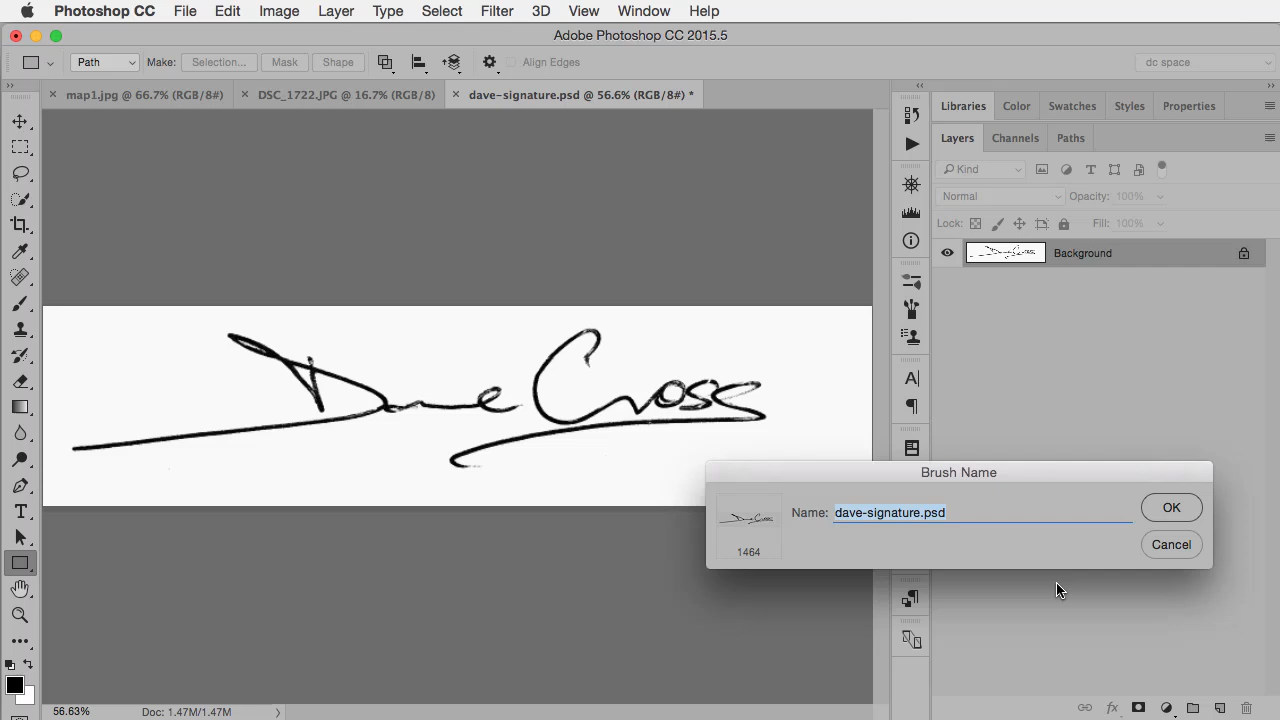 Photoshop CC File Edit Image Layer Type Select Filter 3D View Window Help
Adobe Photoshop CC 2015.5
Path Make: Selection... Mask Shape Align Edges dc space
map1.jpg @ 66.7% (RGB/8#) DSC_1722.JPG @ 16.7% (RGB/8) dave-signature.psd @ 56.6% (RGB/8#) *
Libraries Color Swatches Styles Properties
Layers Channels Paths
Kind
Normal Opacity: 100%
Lock: Fill: 100%
Background
Dave Cross
Brush Name
Name: dave-signature.psd OK
1464 Cancel
56.63% Doc: 1.47M/1.47M